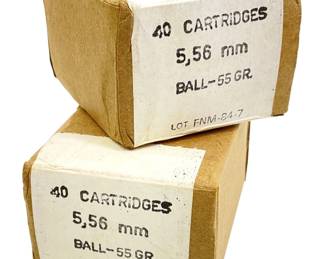 40 CARTRIDGES
5,56 mm
BALL-55 GR.
LOT FNM-84-7
40 CARTRIDGES
5,56 mm
BALL-55 GR.